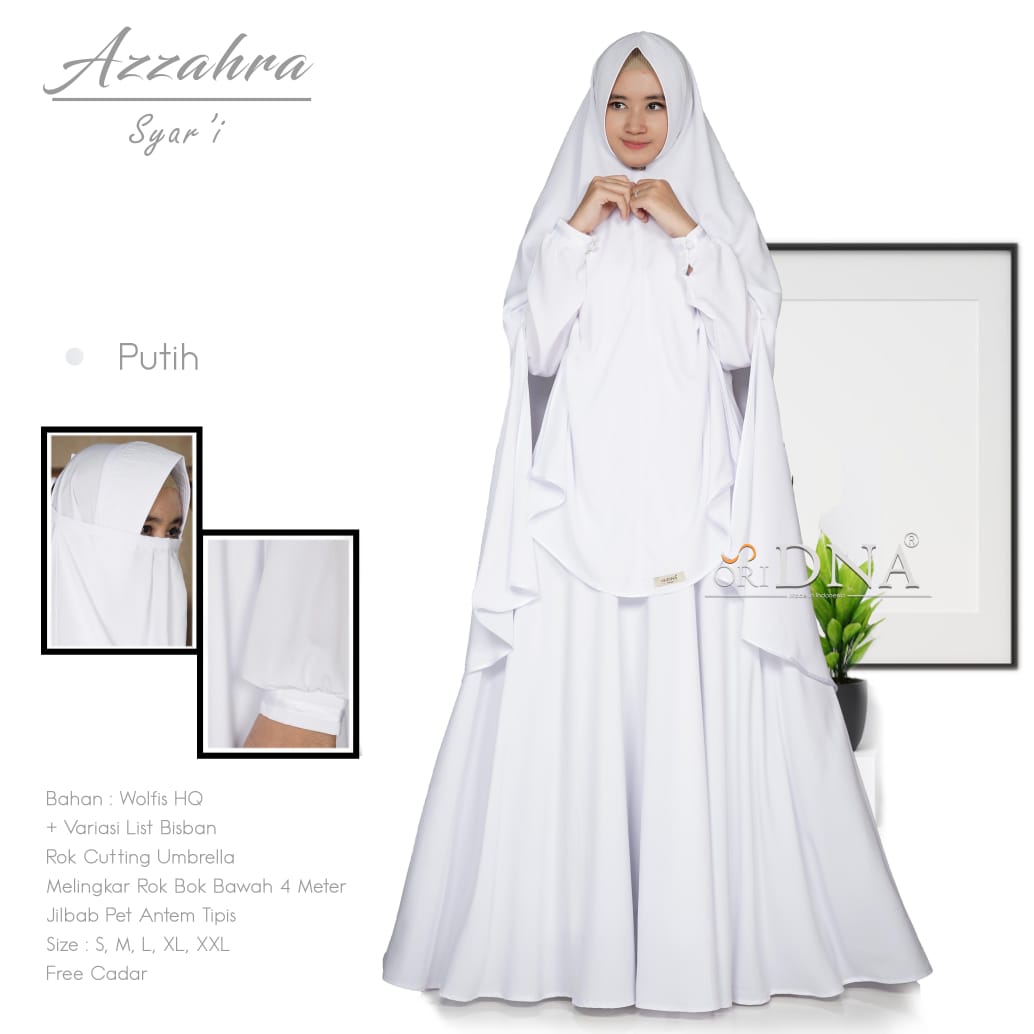 Azzahra
Syar'i
Putih
ORI DNA®
Bahan : Wolfis HQ
+ Variasi List Bisban
Rok Cutting Umbrella
Melingkar Rok Bok Bawah 4 Meter
Jilbab Pet Antem Tipis
Size : S, M, L, XL, XXL
Free Cadar